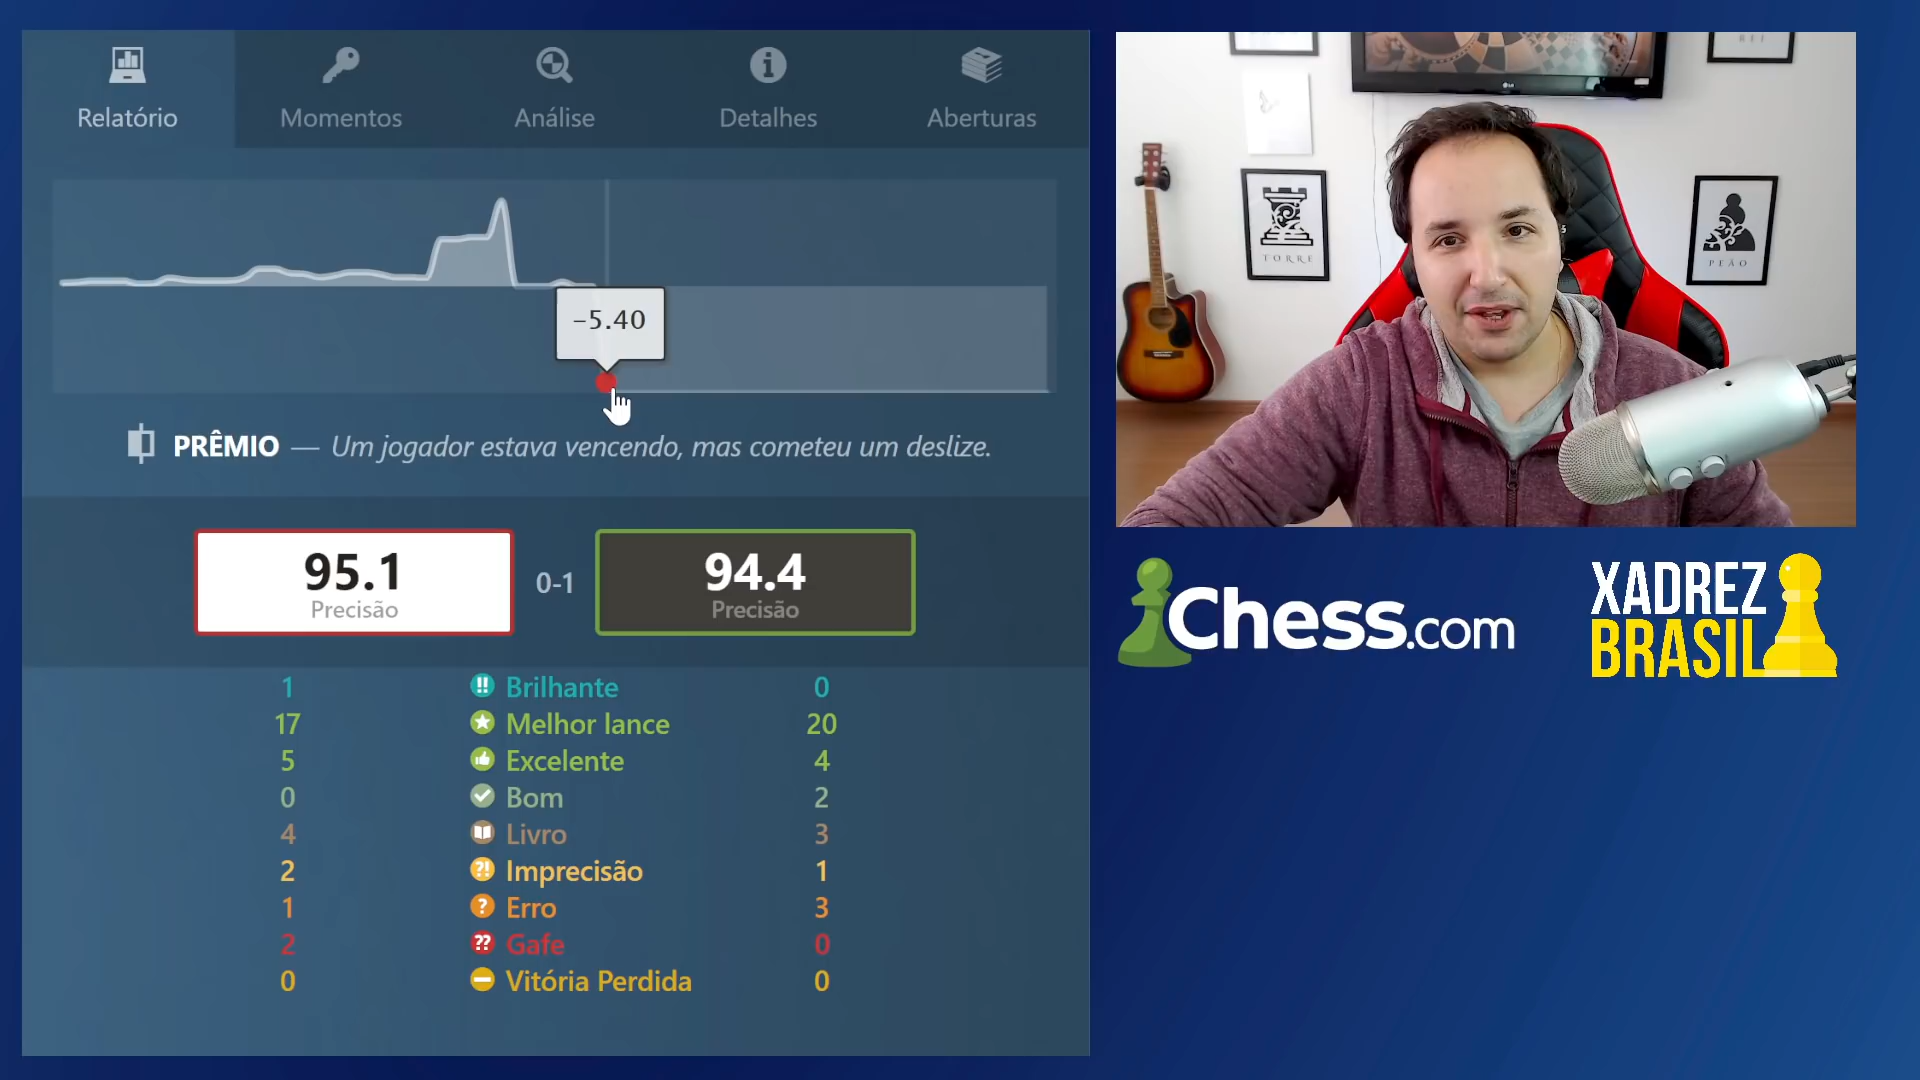 Relatório
Momentos
Análise
Detalhes
Aberturas
−5.40
PRÊMIO — Um jogador estava vencendo, mas cometeu um deslize.
95.1
Precisão
0-1
94.4
Precisão
1 !! Brilhante 0
17 Melhor lance 20
5 Excelente 4
0 Bom 2
4 Livro 3
2 ?! Imprecisão 1
1 ? Erro 3
2 ?? Gafe 0
0 Vitória Perdida 0
REI
LG
TORRE
PEÃO
Chess.com
XADREZ
BRASIL